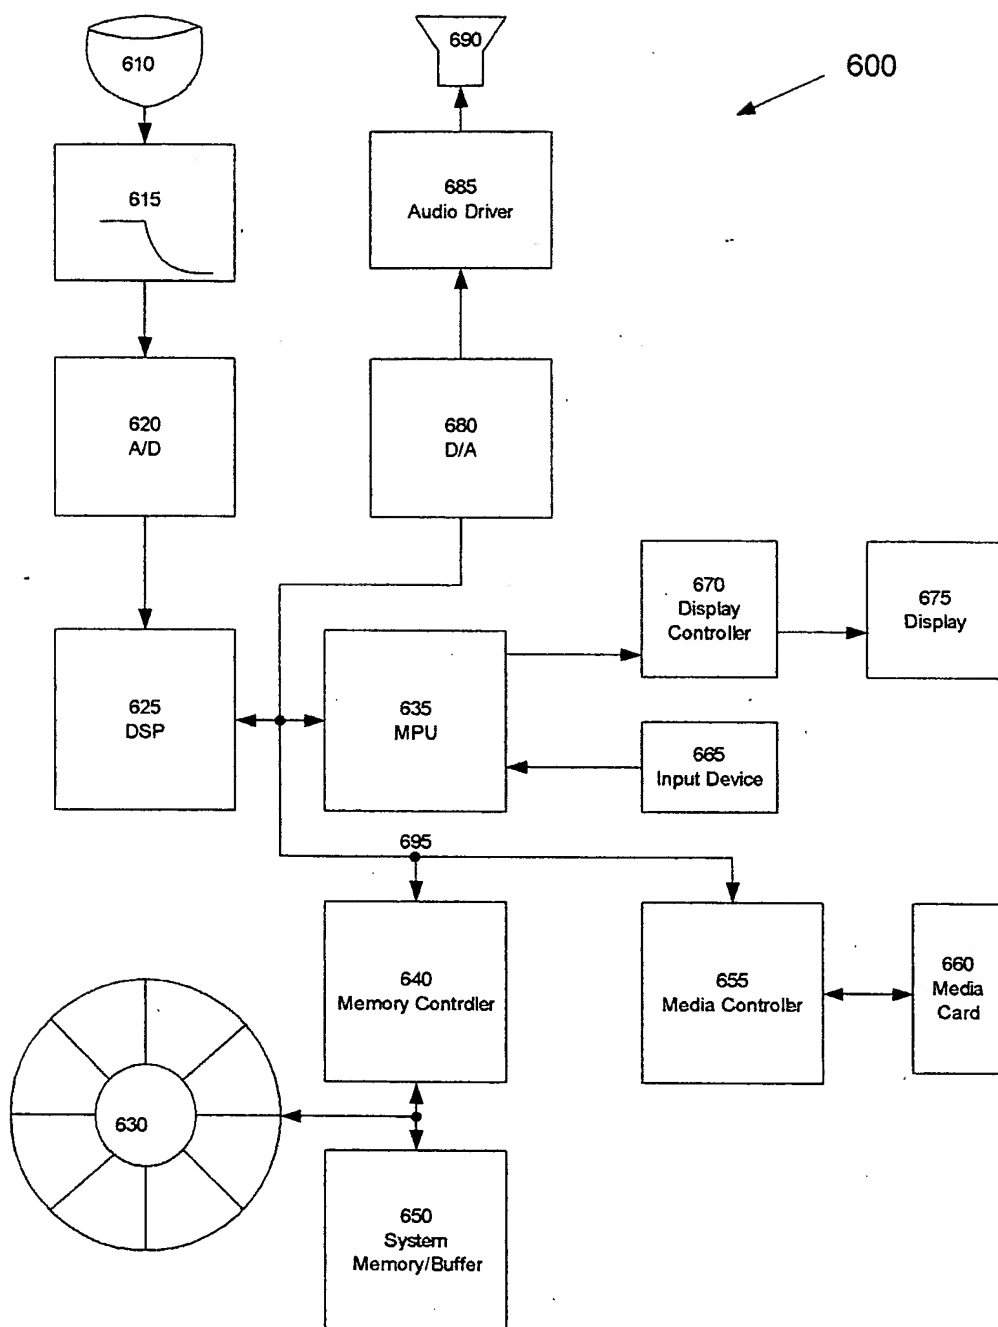 610
690
600
615
685
Audio Driver
620
A/D
680
D/A
670
Display
Controller
675
Display
625
DSP
635
MPU
665
Input Device
695
640
Memory Controller
655
Media Controller
660
Media
Card
630
650
System
Memory/Buffer